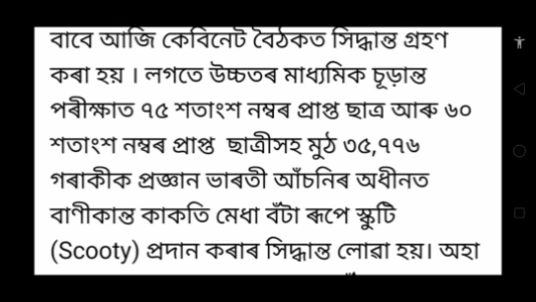 বাবে আজি কেবিনেট বৈঠকত সিদ্ধান্ত গ্ৰহণ
কৰা হয় । লগতে উচ্চতৰ মাধ্যমিক চূড়ান্ত
পৰীক্ষাত ৭৫ শতাংশ নম্বৰ প্ৰাপ্ত ছাত্ৰ আৰু ৬০
শতাংশ নম্বৰ প্ৰাপ্ত ছাত্ৰীসহ মুঠ ৩৫,৭৭৬
গৰাকীক প্ৰজ্ঞান ভাৰতী আঁচনিৰ অধীনত
বাণীকান্ত কাকতি মেধা বঁটা ৰূপে স্কুটি
(Scooty) প্ৰদান কৰাৰ সিদ্ধান্ত লোৱা হয়। অহা